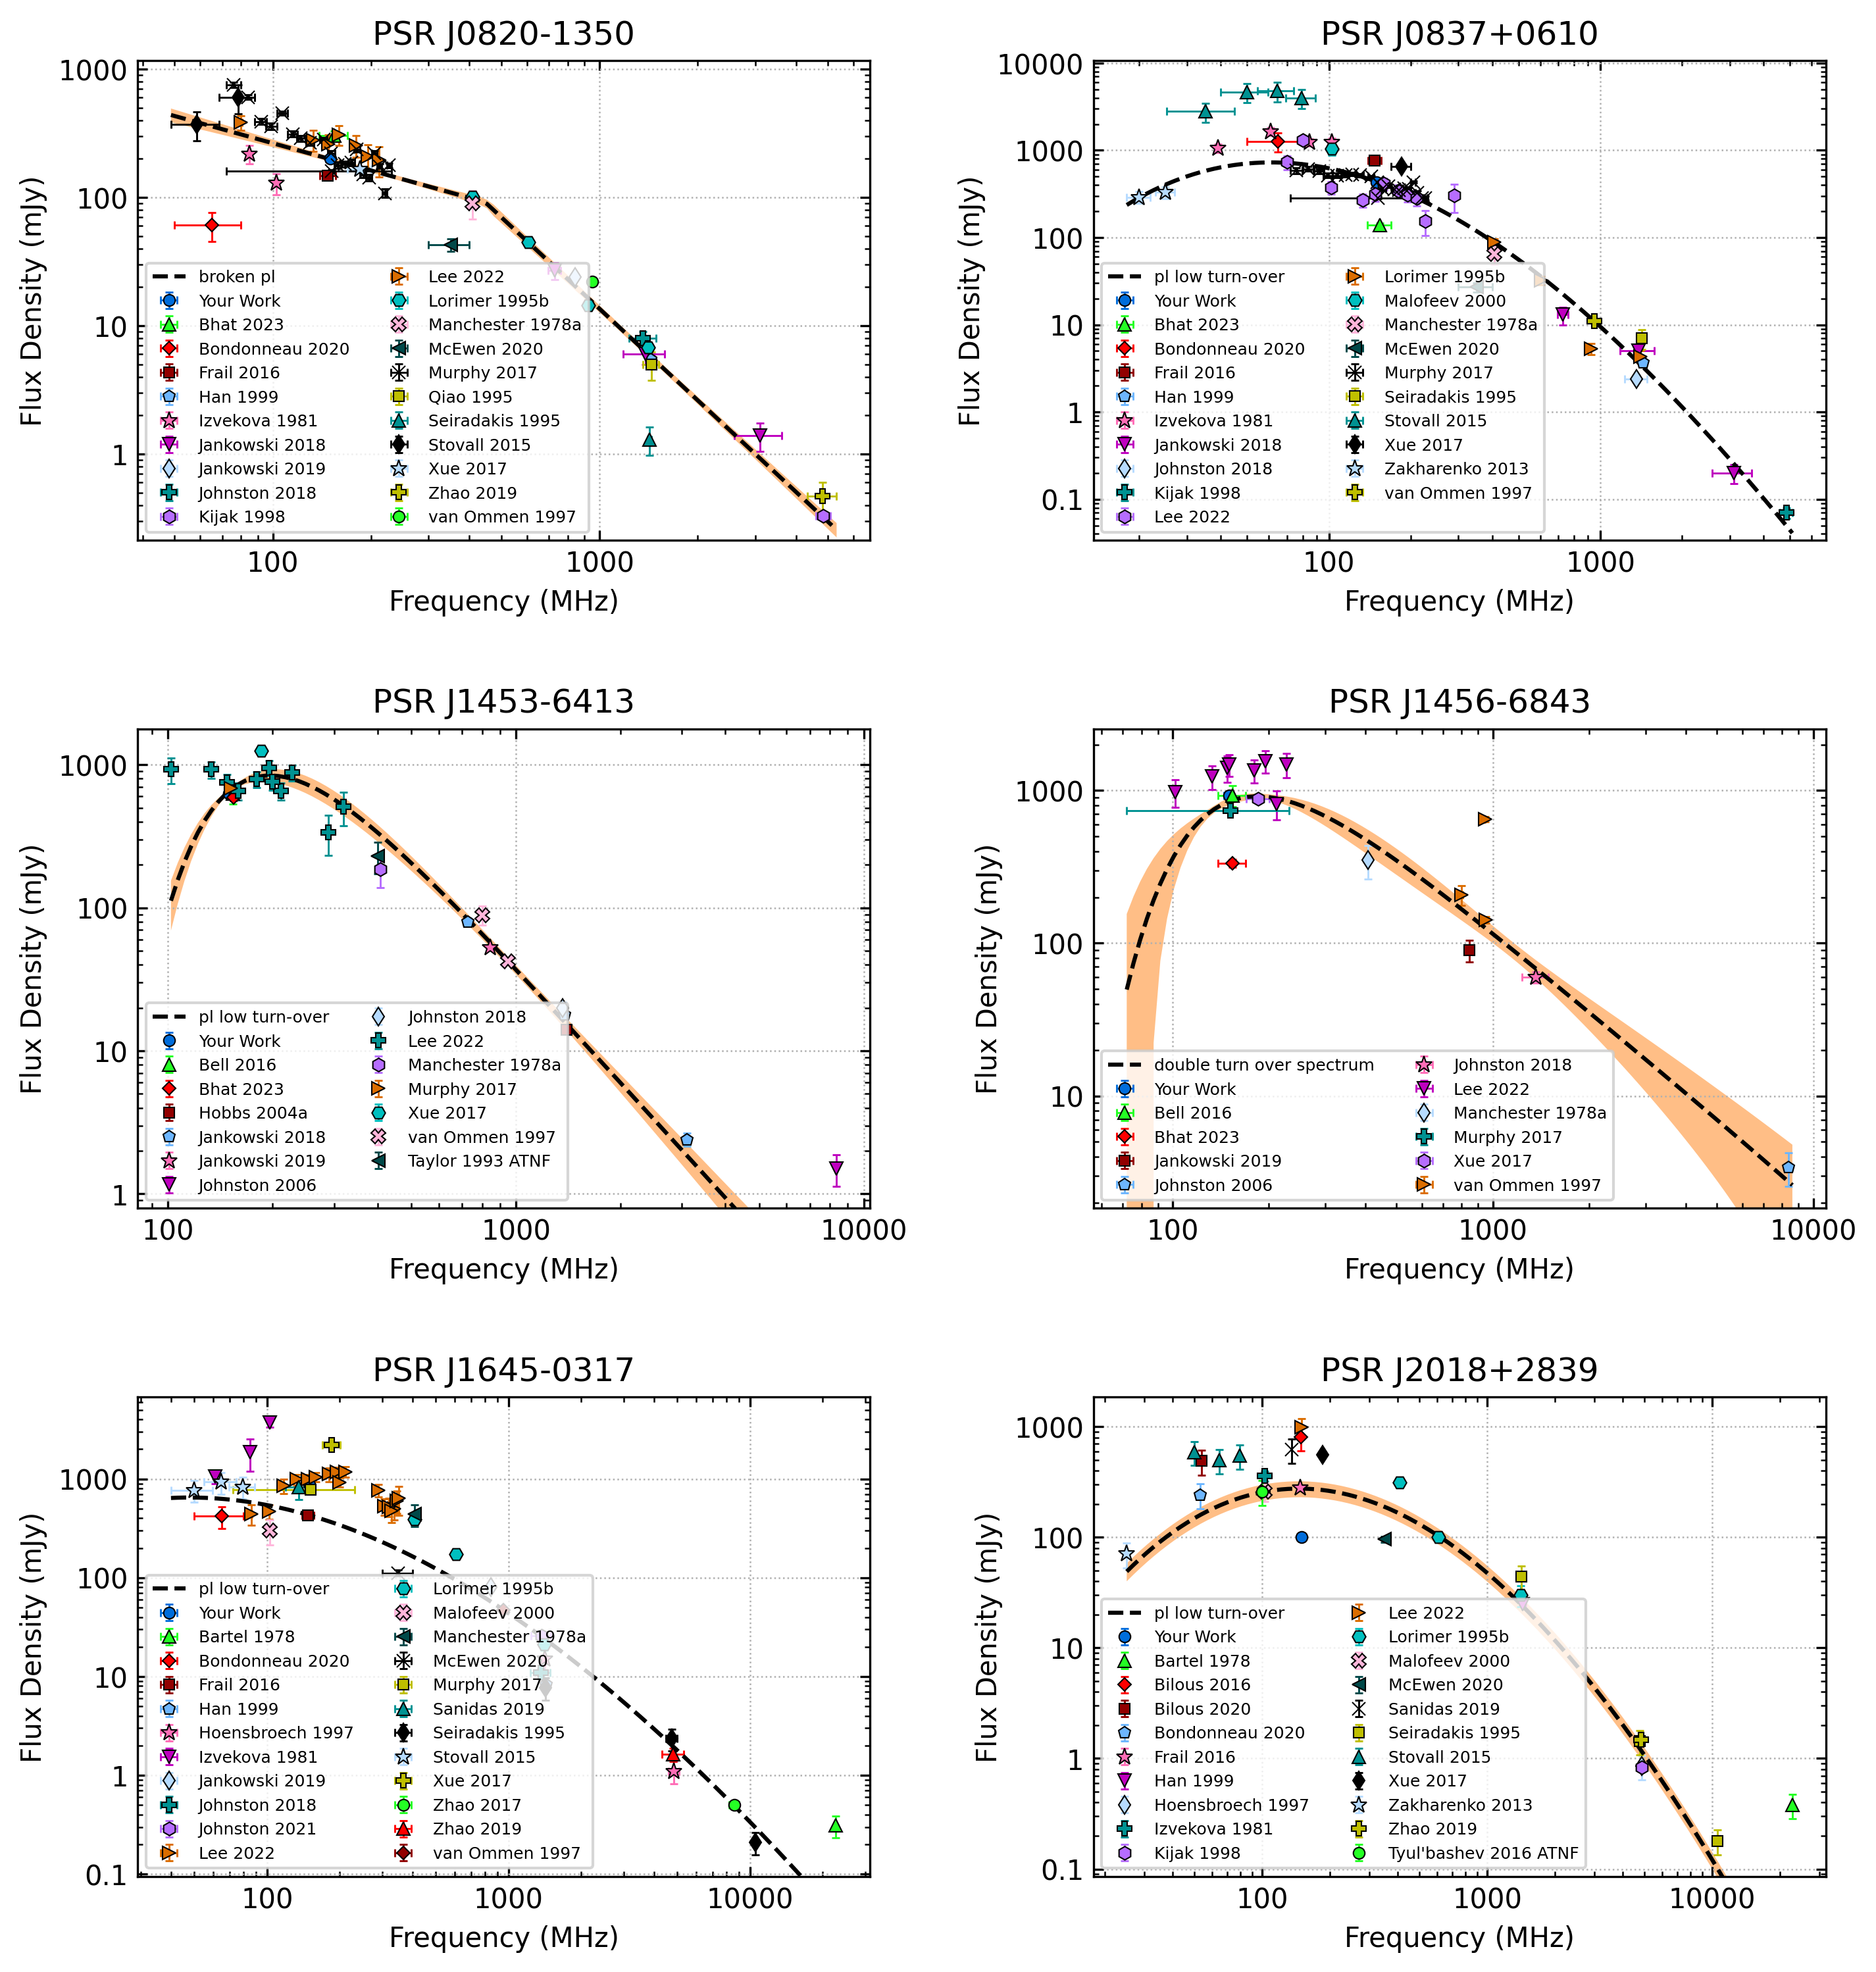 PSR J0820-1350
Flux Density (mJy)
1000
100
10
1
broken pl
Your Work
Bhat 2023
Bondonneau 2020
Frail 2016
Han 1999
Izvekova 1981
Jankowski 2018
Jankowski 2019
Johnston 2018
Kijak 1998
Lee 2022
Lorimer 1995b
Manchester 1978a
McEwen 2020
Murphy 2017
Qiao 1995
Seiradakis 1995
Stovall 2015
Xue 2017
Zhao 2019
van Ommen 1997
100 1000
Frequency (MHz)
PSR J0837+0610
Flux Density (mJy)
10000
1000
100
10
1
0.1
pl low turn-over
Your Work
Bhat 2023
Bondonneau 2020
Frail 2016
Han 1999
Izvekova 1981
Jankowski 2018
Johnston 2018
Kijak 1998
Lee 2022
Lorimer 1995b
Malofeev 2000
Manchester 1978a
McEwen 2020
Murphy 2017
Seiradakis 1995
Stovall 2015
Xue 2017
Zakharenko 2013
van Ommen 1997
100 1000
Frequency (MHz)
PSR J1453-6413
Flux Density (mJy)
1000
100
10
1
pl low turn-over
Your Work
Bell 2016
Bhat 2023
Hobbs 2004a
Jankowski 2018
Jankowski 2019
Johnston 2006
Johnston 2018
Lee 2022
Manchester 1978a
Murphy 2017
Xue 2017
van Ommen 1997
Taylor 1993 ATNF
100 1000 10000
Frequency (MHz)
PSR J1456-6843
Flux Density (mJy)
1000
100
10
double turn over spectrum
Your Work
Bell 2016
Bhat 2023
Jankowski 2019
Johnston 2006
Johnston 2018
Lee 2022
Manchester 1978a
Murphy 2017
Xue 2017
van Ommen 1997
100 1000 10000
Frequency (MHz)
PSR J1645-0317
Flux Density (mJy)
1000
100
10
1
0.1
pl low turn-over
Your Work
Bartel 1978
Bondonneau 2020
Frail 2016
Han 1999
Hoensbroech 1997
Izvekova 1981
Jankowski 2019
Johnston 2018
Johnston 2021
Lee 2022
Lorimer 1995b
Malofeev 2000
Manchester 1978a
McEwen 2020
Murphy 2017
Sanidas 2019
Seiradakis 1995
Stovall 2015
Xue 2017
Zhao 2017
Zhao 2019
van Ommen 1997
100 1000 10000
Frequency (MHz)
PSR J2018+2839
Flux Density (mJy)
1000
100
10
1
0.1
pl low turn-over
Your Work
Bartel 1978
Bilous 2016
Bilous 2020
Bondonneau 2020
Frail 2016
Han 1999
Hoensbroech 1997
Izvekova 1981
Kijak 1998
Lee 2022
Lorimer 1995b
Malofeev 2000
McEwen 2020
Sanidas 2019
Seiradakis 1995
Stovall 2015
Xue 2017
Zakharenko 2013
Zhao 2019
Tyul'bashev 2016 ATNF
100 1000 10000
Frequency (MHz)